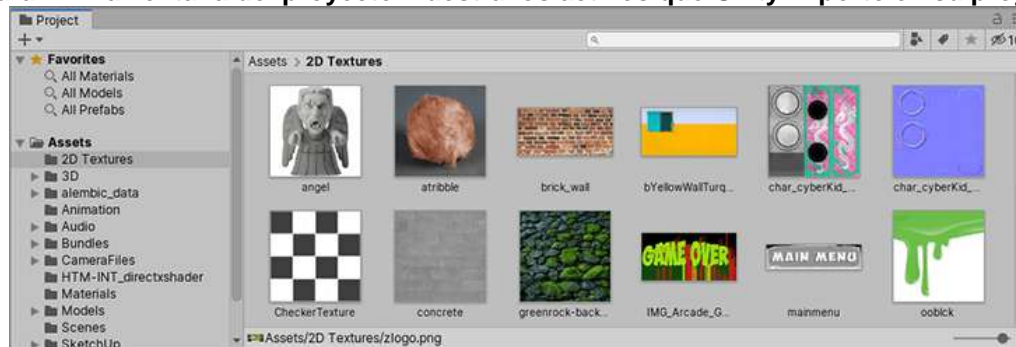 Project
Favorites
All Materials
All Models
All Prefabs
Assets
2D Textures
3D
alembic_data
Animation
Audio
Bundles
CameraFiles
HTM-INT_directxshader
Materials
Models
Scenes
SketchUp
Assets > 2D Textures
angel
atribble
brick_wall
bYellowWallTurq...
char_cyberKid_...
char_cyberKid_...
GAME OVER
MAIN MENU
CheckerTexture
concrete
greenrock-back...
IMG_Arcade_G...
mainmenu
ooblck
Assets/2D Textures/zlogo.png